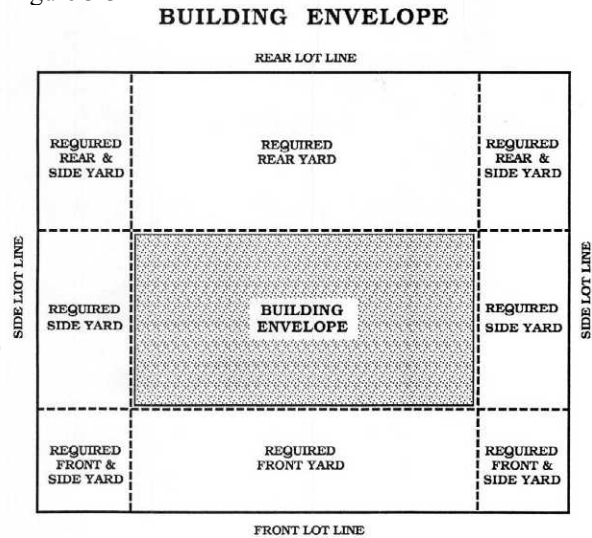 BUILDING ENVELOPE
REAR LOT LINE
REQUIRED
REAR &
SIDE YARD
REQUIRED
REAR YARD
REQUIRED
REAR &
SIDE YARD
SIDE LIOT LINE
REQUIRED
SIDE YARD
BUILDING
ENVELOPE
REQUIRED
SIDE YARD
SIDE LOT LINE
REQUIRED
FRONT &
SIDE YARD
REQUIRED
FRONT YARD
REQUIRED
FRONT &
SIDE YARD
FRONT LOT LINE